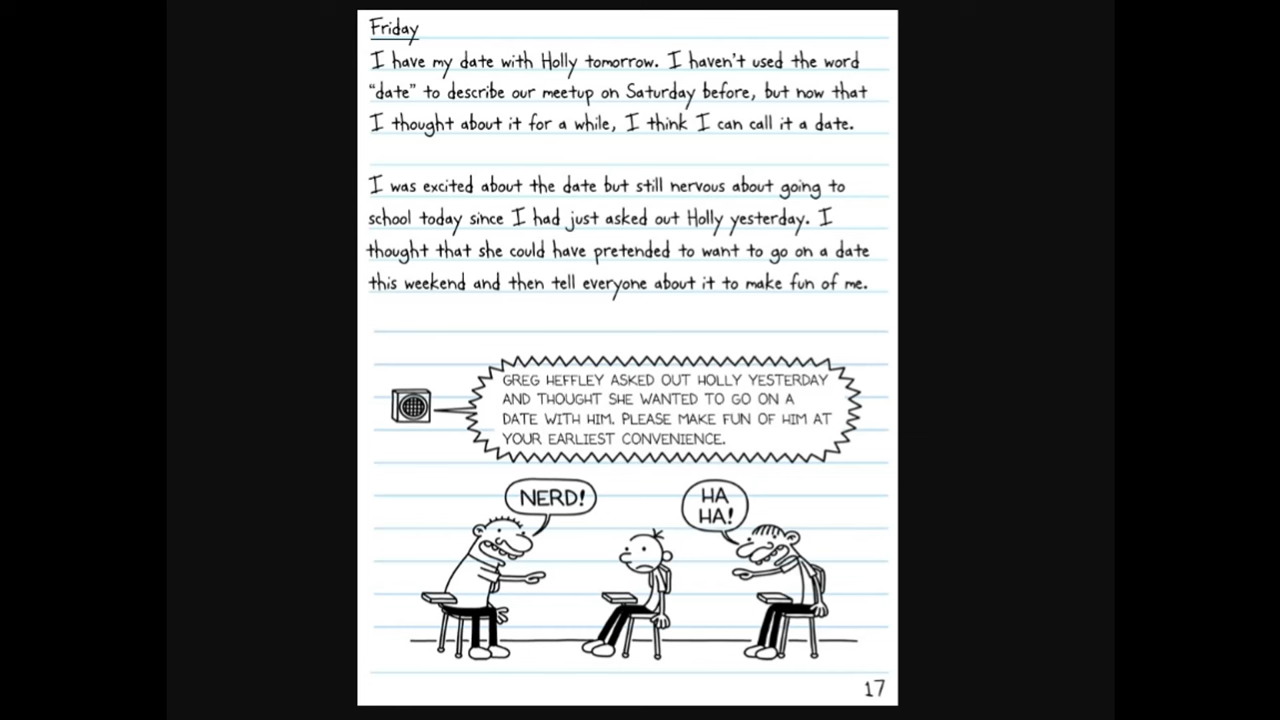 Friday
I have my date with Holly tomorrow. I haven't used the word
“date” to describe our meetup on Saturday before, but now that
I thought about it for a while, I think I can call it a date.
I was excited about the date but still nervous about going to
school today since I had just asked out Holly yesterday. I
thought that she could have pretended to want to go on a date
this weekend and then tell everyone about it to make fun of me.
GREG HEFFLEY ASKED OUT HOLLY YESTERDAY
AND THOUGHT SHE WANTED TO GO ON A
DATE WITH HIM. PLEASE MAKE FUN OF HIM AT
YOUR EARLIEST CONVENIENCE.
NERD!
HA
HA!
17